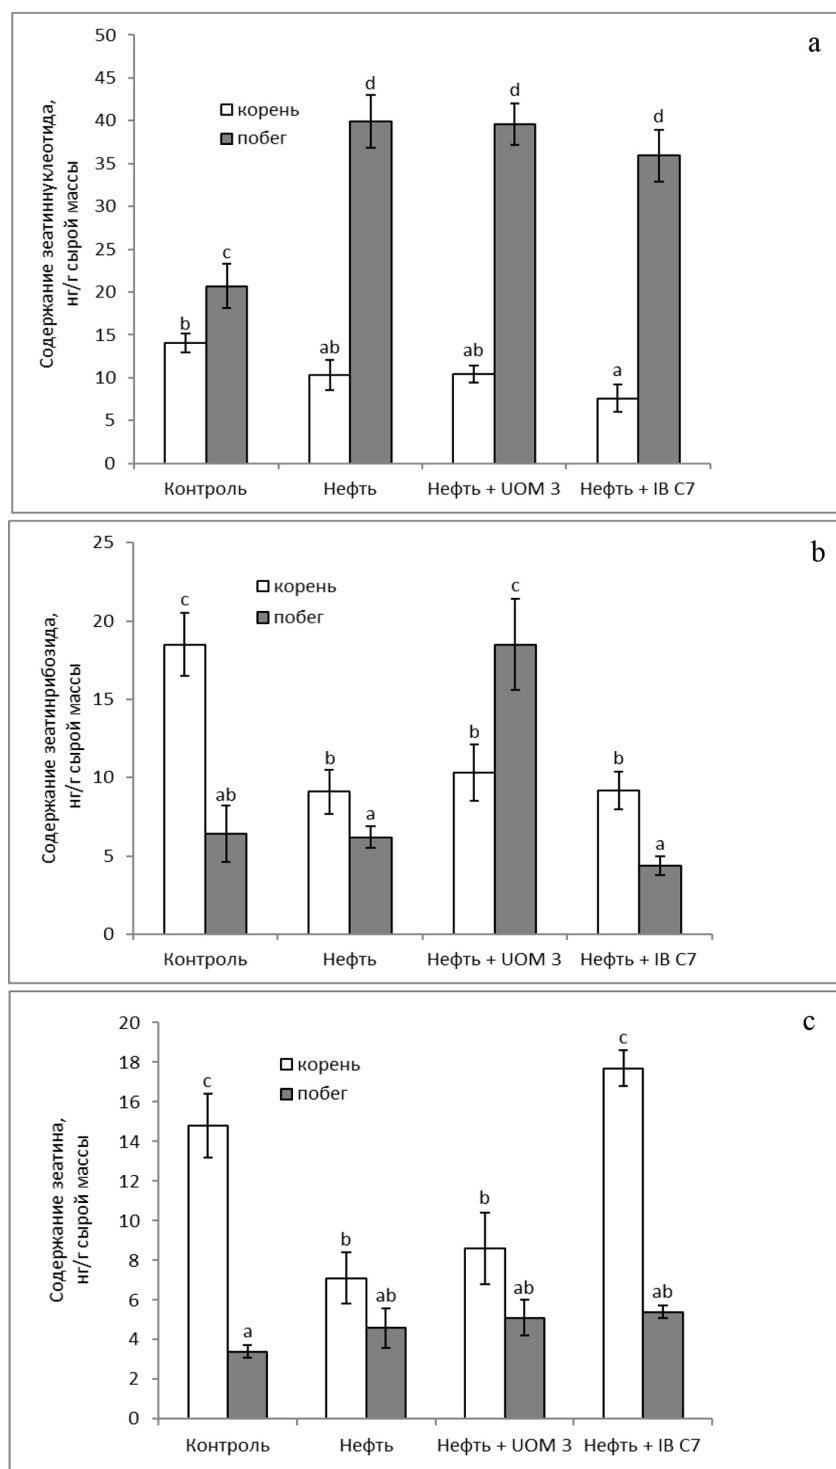 a
Содержание зеатиннуклеотида,
нг/г сырой массы
50
45
40
35
30
25
20
15
10
5
0
корень
побег
b
c
ab
d
ab
d
a
d
Контроль
Нефть
Нефть + UOM 3
Нефть + IB C7
b
Содержание зеатинрибозида,
нг/г сырой массы
25
20
15
10
5
0
корень
побег
c
ab
b
a
b
c
b
a
Контроль
Нефть
Нефть + UOM 3
Нефть + IB C7
c
Содержание зеатина,
нг/г сырой массы
20
18
16
14
12
10
8
6
4
2
0
корень
побег
c
a
b
ab
b
ab
c
ab
Контроль
Нефть
Нефть + UOM 3
Нефть + IB C7